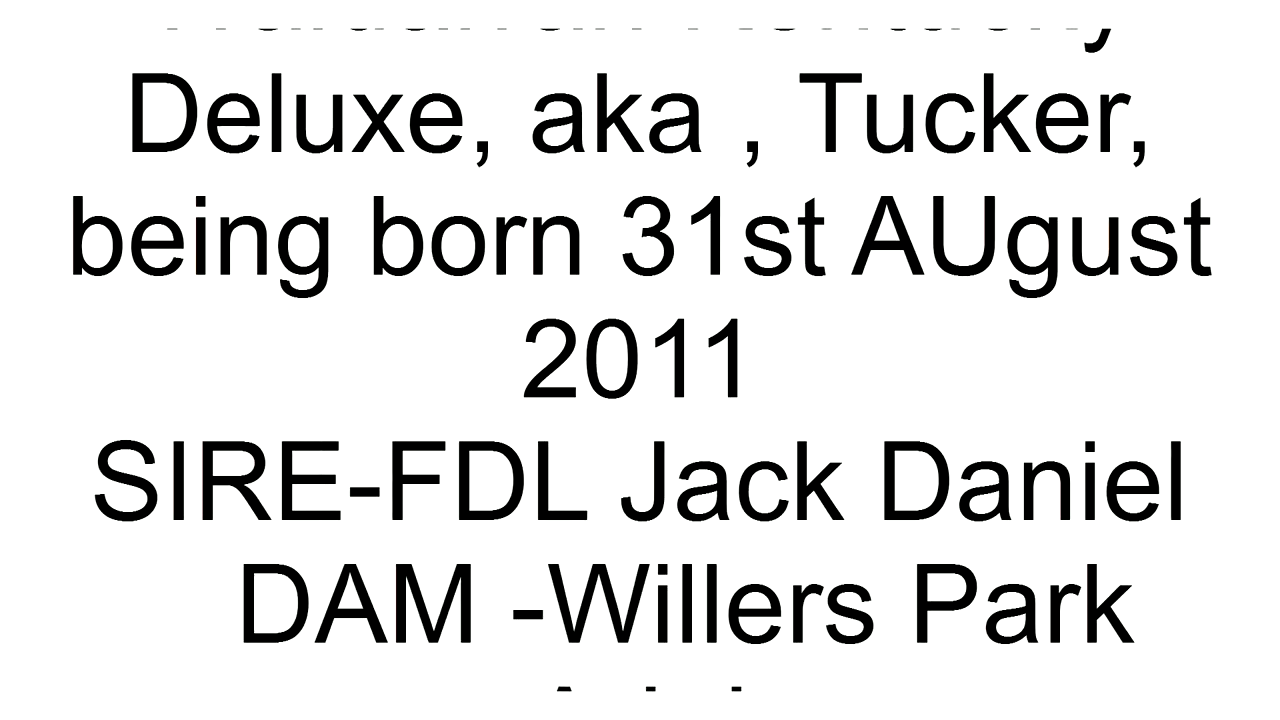 Deluxe, aka , Tucker,
being born 31st AUgust
2011
SIRE-FDL Jack Daniel
DAM -Willers Park